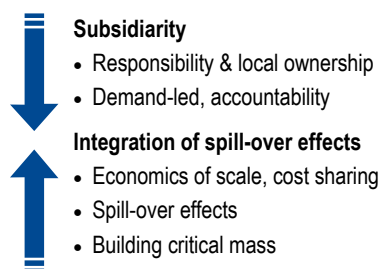 Subsidiarity
• Responsibility & local ownership
• Demand-led, accountability
Integration of spill-over effects
• Economics of scale, cost sharing
• Spill-over effects
• Building critical mass